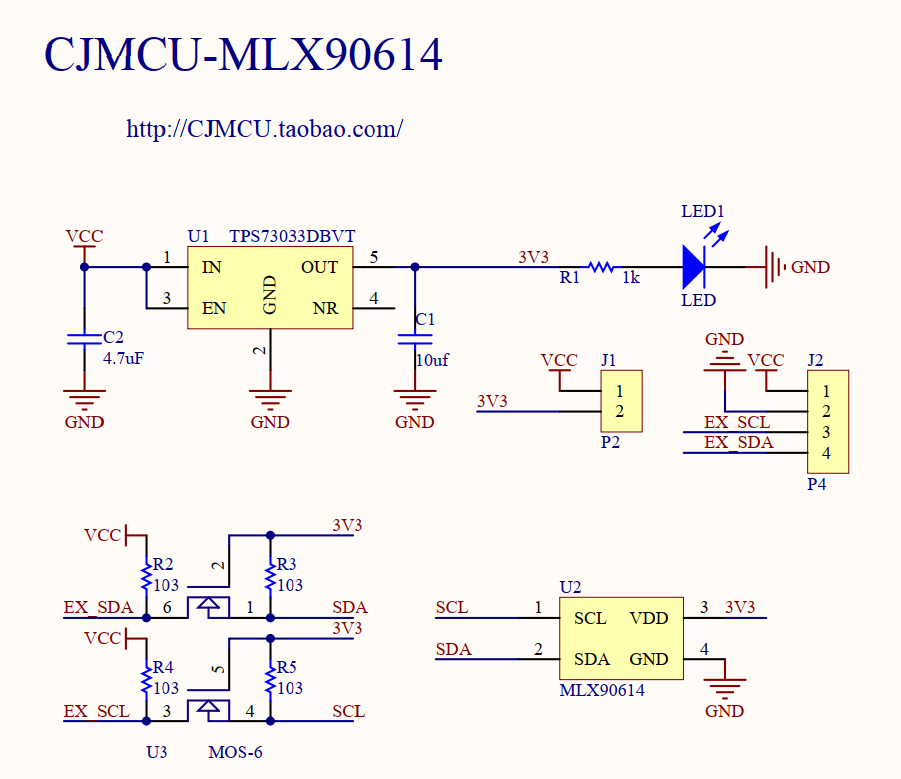 CJMCU-MLX90614
http://CJMCU.taobao.com/
VCC
U1 TPS73033DBVT
1 IN OUT 5
3 EN NR 4
GND
2
C2
4.7uF
C1
10uf
GND
GND
GND
3V3
R1 1k
LED1
LED
GND
VCC J1
1
3V3 2
P2
GND
VCC J2
1
2
EX_SCL 3
EX_SDA 4
P4
VCC 3V3
R2 2 R3
103 103
EX_SDA 6 1 SDA
VCC 3V3
R4 5 R5
103 103
EX_SCL 3 4 SCL
U3 MOS-6
U2
SCL 1 SCL VDD 3 3V3
SDA 2 SDA GND 4
MLX90614
GND